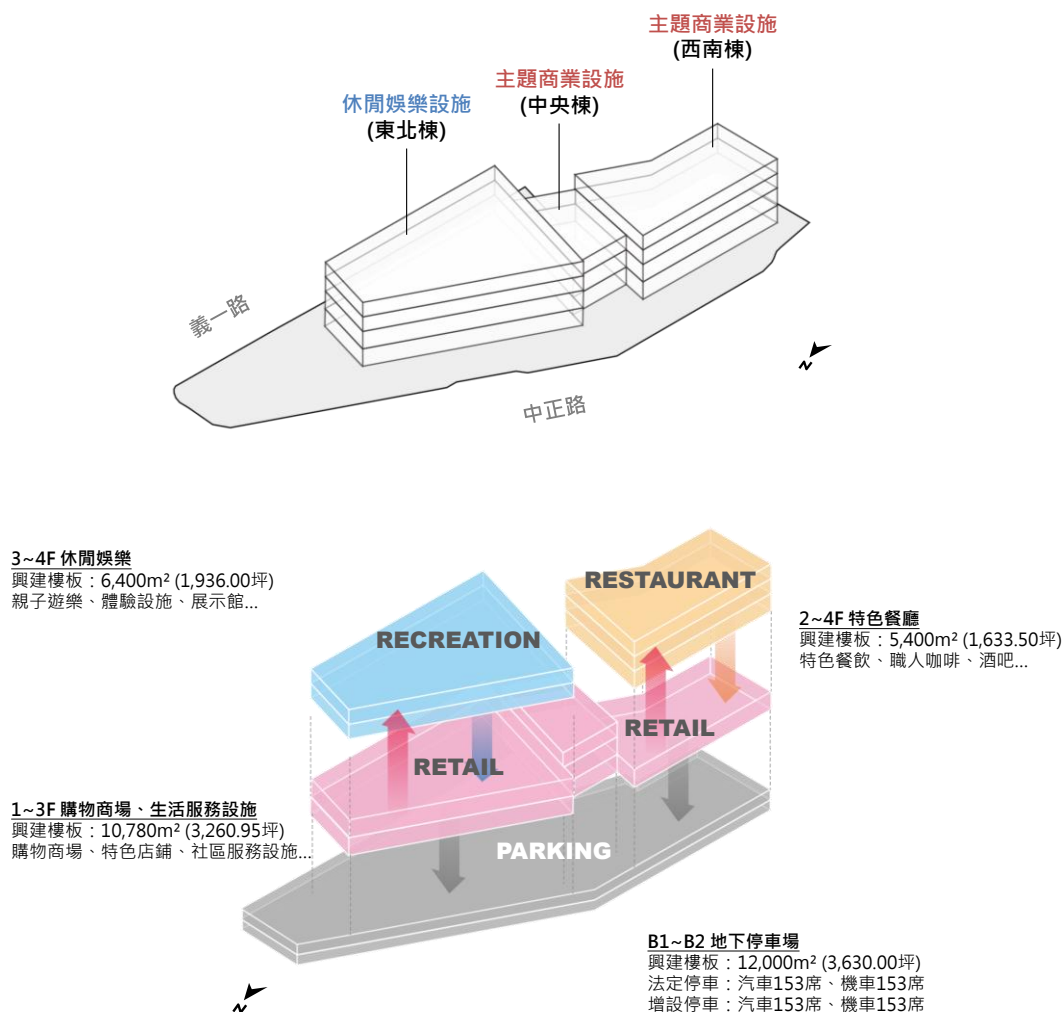 主題商業設施
(西南棟)
主題商業設施
(中央棟)
休閒娛樂設施
(東北棟)
義一路
中正路
N
3~4F 休閒娛樂
興建樓板：6,400m² (1,936.00坪)
親子遊樂、體驗設施、展示館...
RESTAURANT
RECREATION
2~4F 特色餐廳
興建樓板：5,400m² (1,633.50坪)
特色餐飲、職人咖啡、酒吧...
RETAIL
RETAIL
1~3F 購物商場、生活服務設施
興建樓板：10,780m² (3,260.95坪)
購物商場、特色店鋪、社區服務設施...
PARKING
B1~B2 地下停車場
興建樓板：12,000m² (3,630.00坪)
法定停車：汽車153席、機車153席
增設停車：汽車153席、機車153席
N